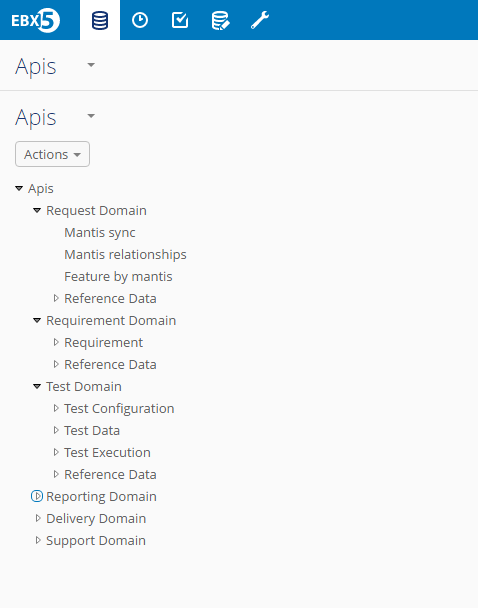 EBX5
Apis
Apis
Actions
Apis
Request Domain
Mantis sync
Mantis relationships
Feature by mantis
Reference Data
Requirement Domain
Requirement
Reference Data
Test Domain
Test Configuration
Test Data
Test Execution
Reference Data
Reporting Domain
Delivery Domain
Support Domain